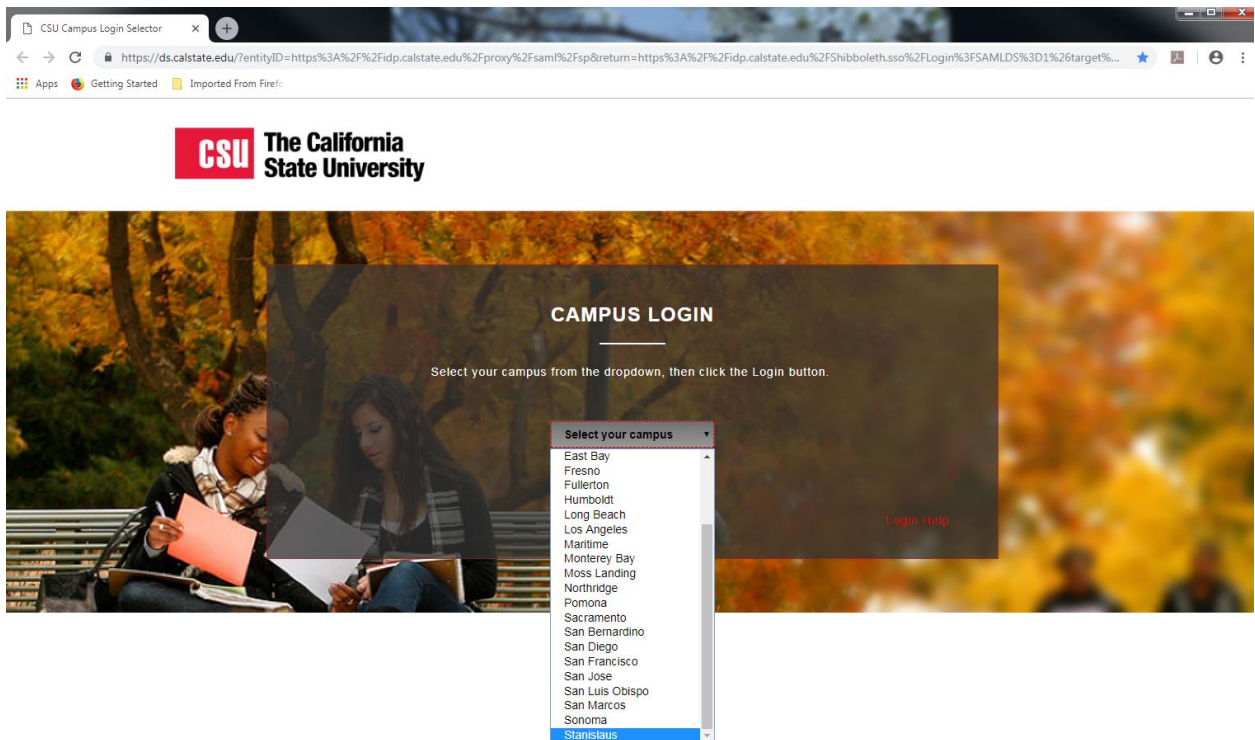 CSU Campus Login Selector
https://ds.calstate.edu/?entityID=https%3A%2F%2Fidp.calstate.edu%2Fproxy%2Fsaml%2Fsp&return=https%3A%2F%2Fidp.calstate.edu%2FShibboleth.sso%2FLogin%3FSAMLDS%3D1%26target%...
Apps Getting Started Imported From Firefo
CSU The California
State University
CAMPUS LOGIN
Select your campus from the dropdown, then click the Login button.
Select your campus
East Bay
Fresno
Fullerton
Humboldt
Long Beach
Los Angeles
Maritime
Monterey Bay
Moss Landing
Northridge
Pomona
Sacramento
San Bernardino
San Diego
San Francisco
San Jose
San Luis Obispo
San Marcos
Sonoma
Stanislaus
Login Help